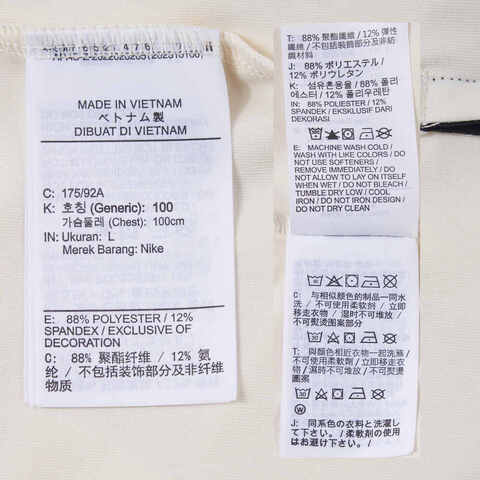 MADE IN VIETNAM
ベトナム製
DIBUAT DI VIETNAM
C: 175/92A
K: 호칭 (Generic): 100
가슴둘레 (Chest): 100cm
IN: Ukuran: L
Merek Barang: Nike
E: 88% POLYESTER / 12%
SPANDEX / EXCLUSIVE OF
DECORATION
C: 88% 聚酯纤维 / 12% 氨
纶 / 不包括装饰部分及非纤维
物质
T: 88% 聚酯纖維 / 12% 彈性
纖維 / 不包括裝飾部分及非紡
織材料
J: 88% ポリエステル /
12% ポリウレタン
K: 섬유혼용율 / 88% 폴리
에스터 / 12% 폴리우레탄
IN: 88% POLYESTER / 12%
SPANDEX / EKSKLUSIF DARI
DEKORASI
E: MACHINE WASH COLD /
WASH WITH LIKE COLORS / DO
NOT USE SOFTENERS /
REMOVE IMMEDIATELY / DO
NOT ALLOW TO LAY ON ITSELF
WHEN WET / DO NOT BLEACH /
TUMBLE DRY LOW / COOL
IRON / DO NOT IRON DESIGN /
DO NOT DRY CLEAN
C: 与相似颜色的制品一同水
洗 / 不可使用柔软剂 / 立即
移走衣物 / 湿时不可堆放 /
不可熨烫图案部分
T: 與顏色相近衣物一起洗滌 /
不可使用柔軟劑 / 立即移走衣
物 / 濕時不可堆放 / 不可熨燙
圖案
W
J: 同系色の衣料と洗濯し
て下さい。/ 柔軟剤の使用
はお避け下さい。/